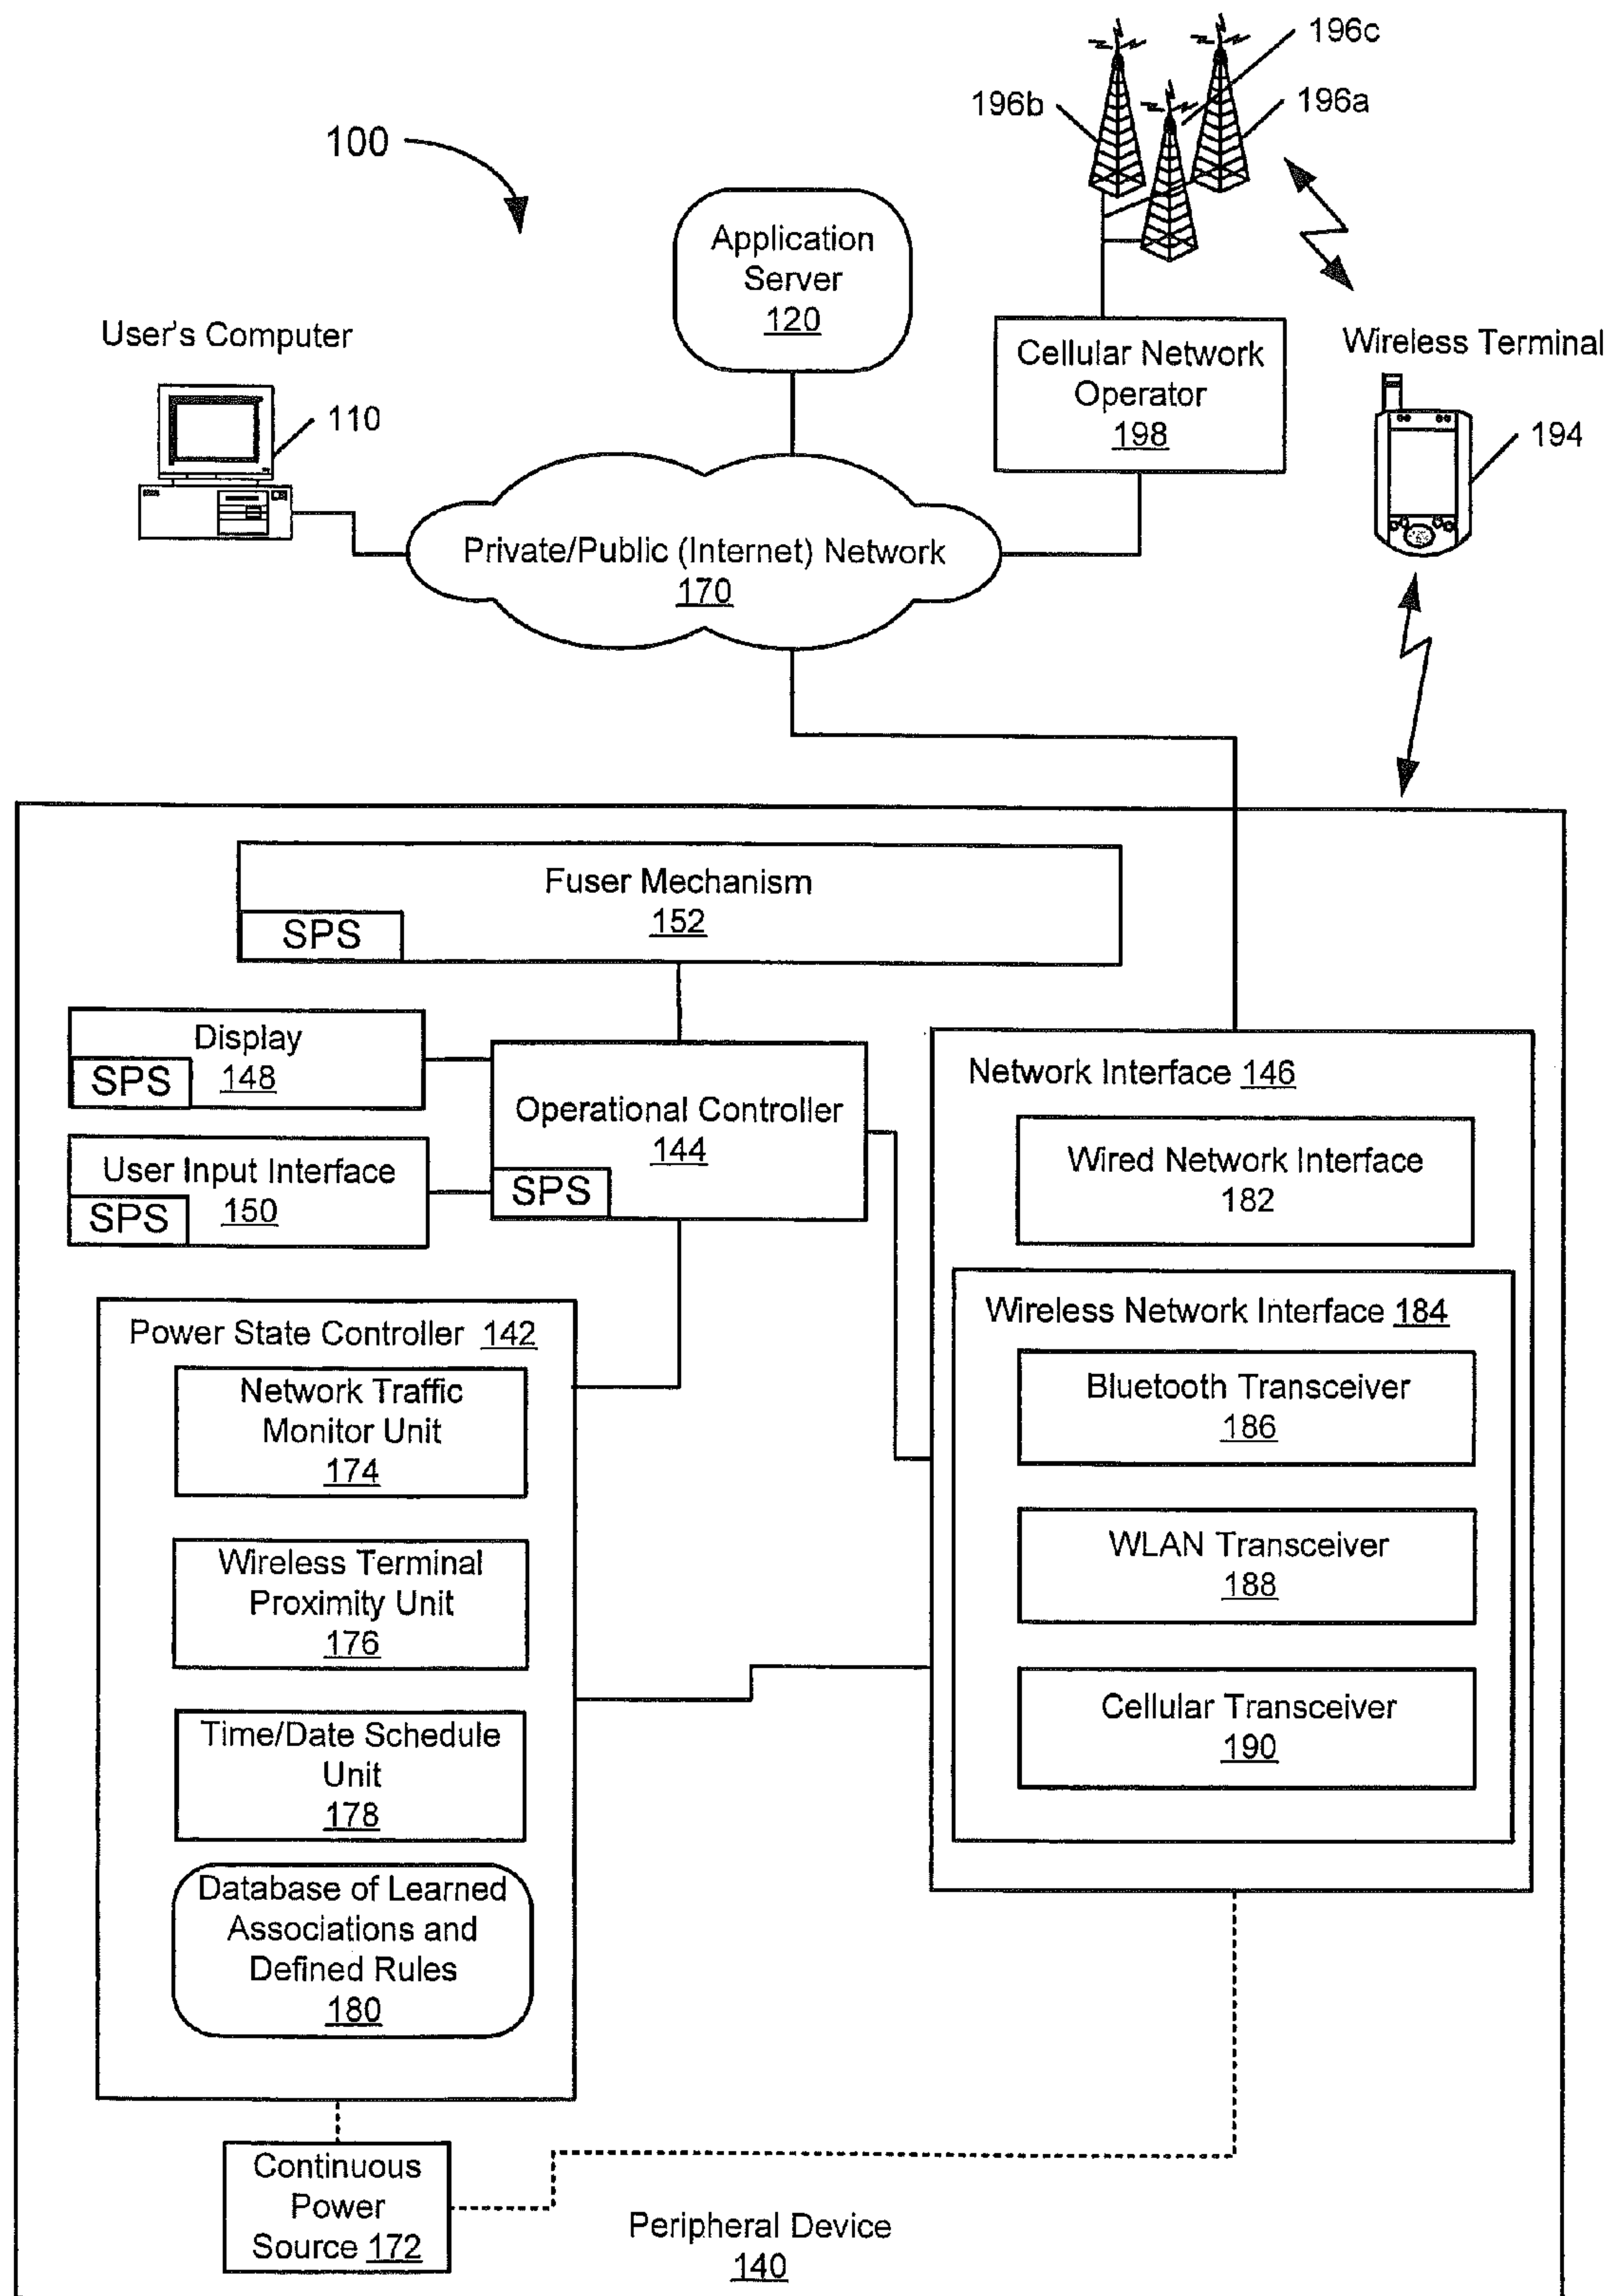 196c
196b
196a
100
Application
Server
120
User's Computer
110
Cellular Network
Operator
198
Wireless Terminal
194
Private/Public (Internet) Network
170
Fuser Mechanism
152
SPS
Display
148
SPS
User Input Interface
150
SPS
Operational Controller
144
SPS
Network Interface 146
Wired Network Interface
182
Wireless Network Interface 184
Bluetooth Transceiver
186
WLAN Transceiver
188
Cellular Transceiver
190
Power State Controller 142
Network Traffic
Monitor Unit
174
Wireless Terminal
Proximity Unit
176
Time/Date Schedule
Unit
178
Database of Learned
Associations and
Defined Rules
180
Continuous
Power
Source 172
Peripheral Device
140